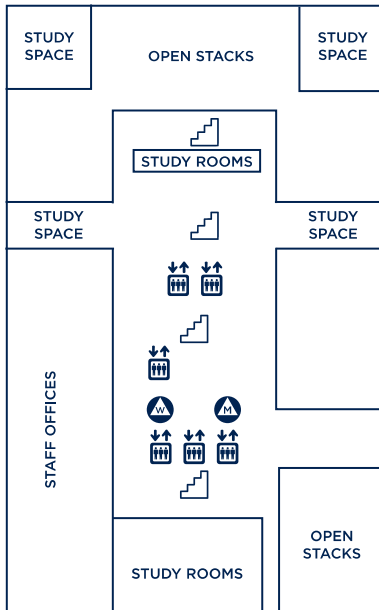 STUDY
SPACE
OPEN STACKS
STUDY
SPACE
STUDY ROOMS
STUDY
SPACE
STUDY
SPACE
STAFF OFFICES
W
M
OPEN
STACKS
STUDY ROOMS